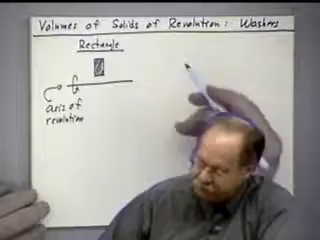 Volumes of Solids of Revolution: Washers
Rectangle
axis of
revolution